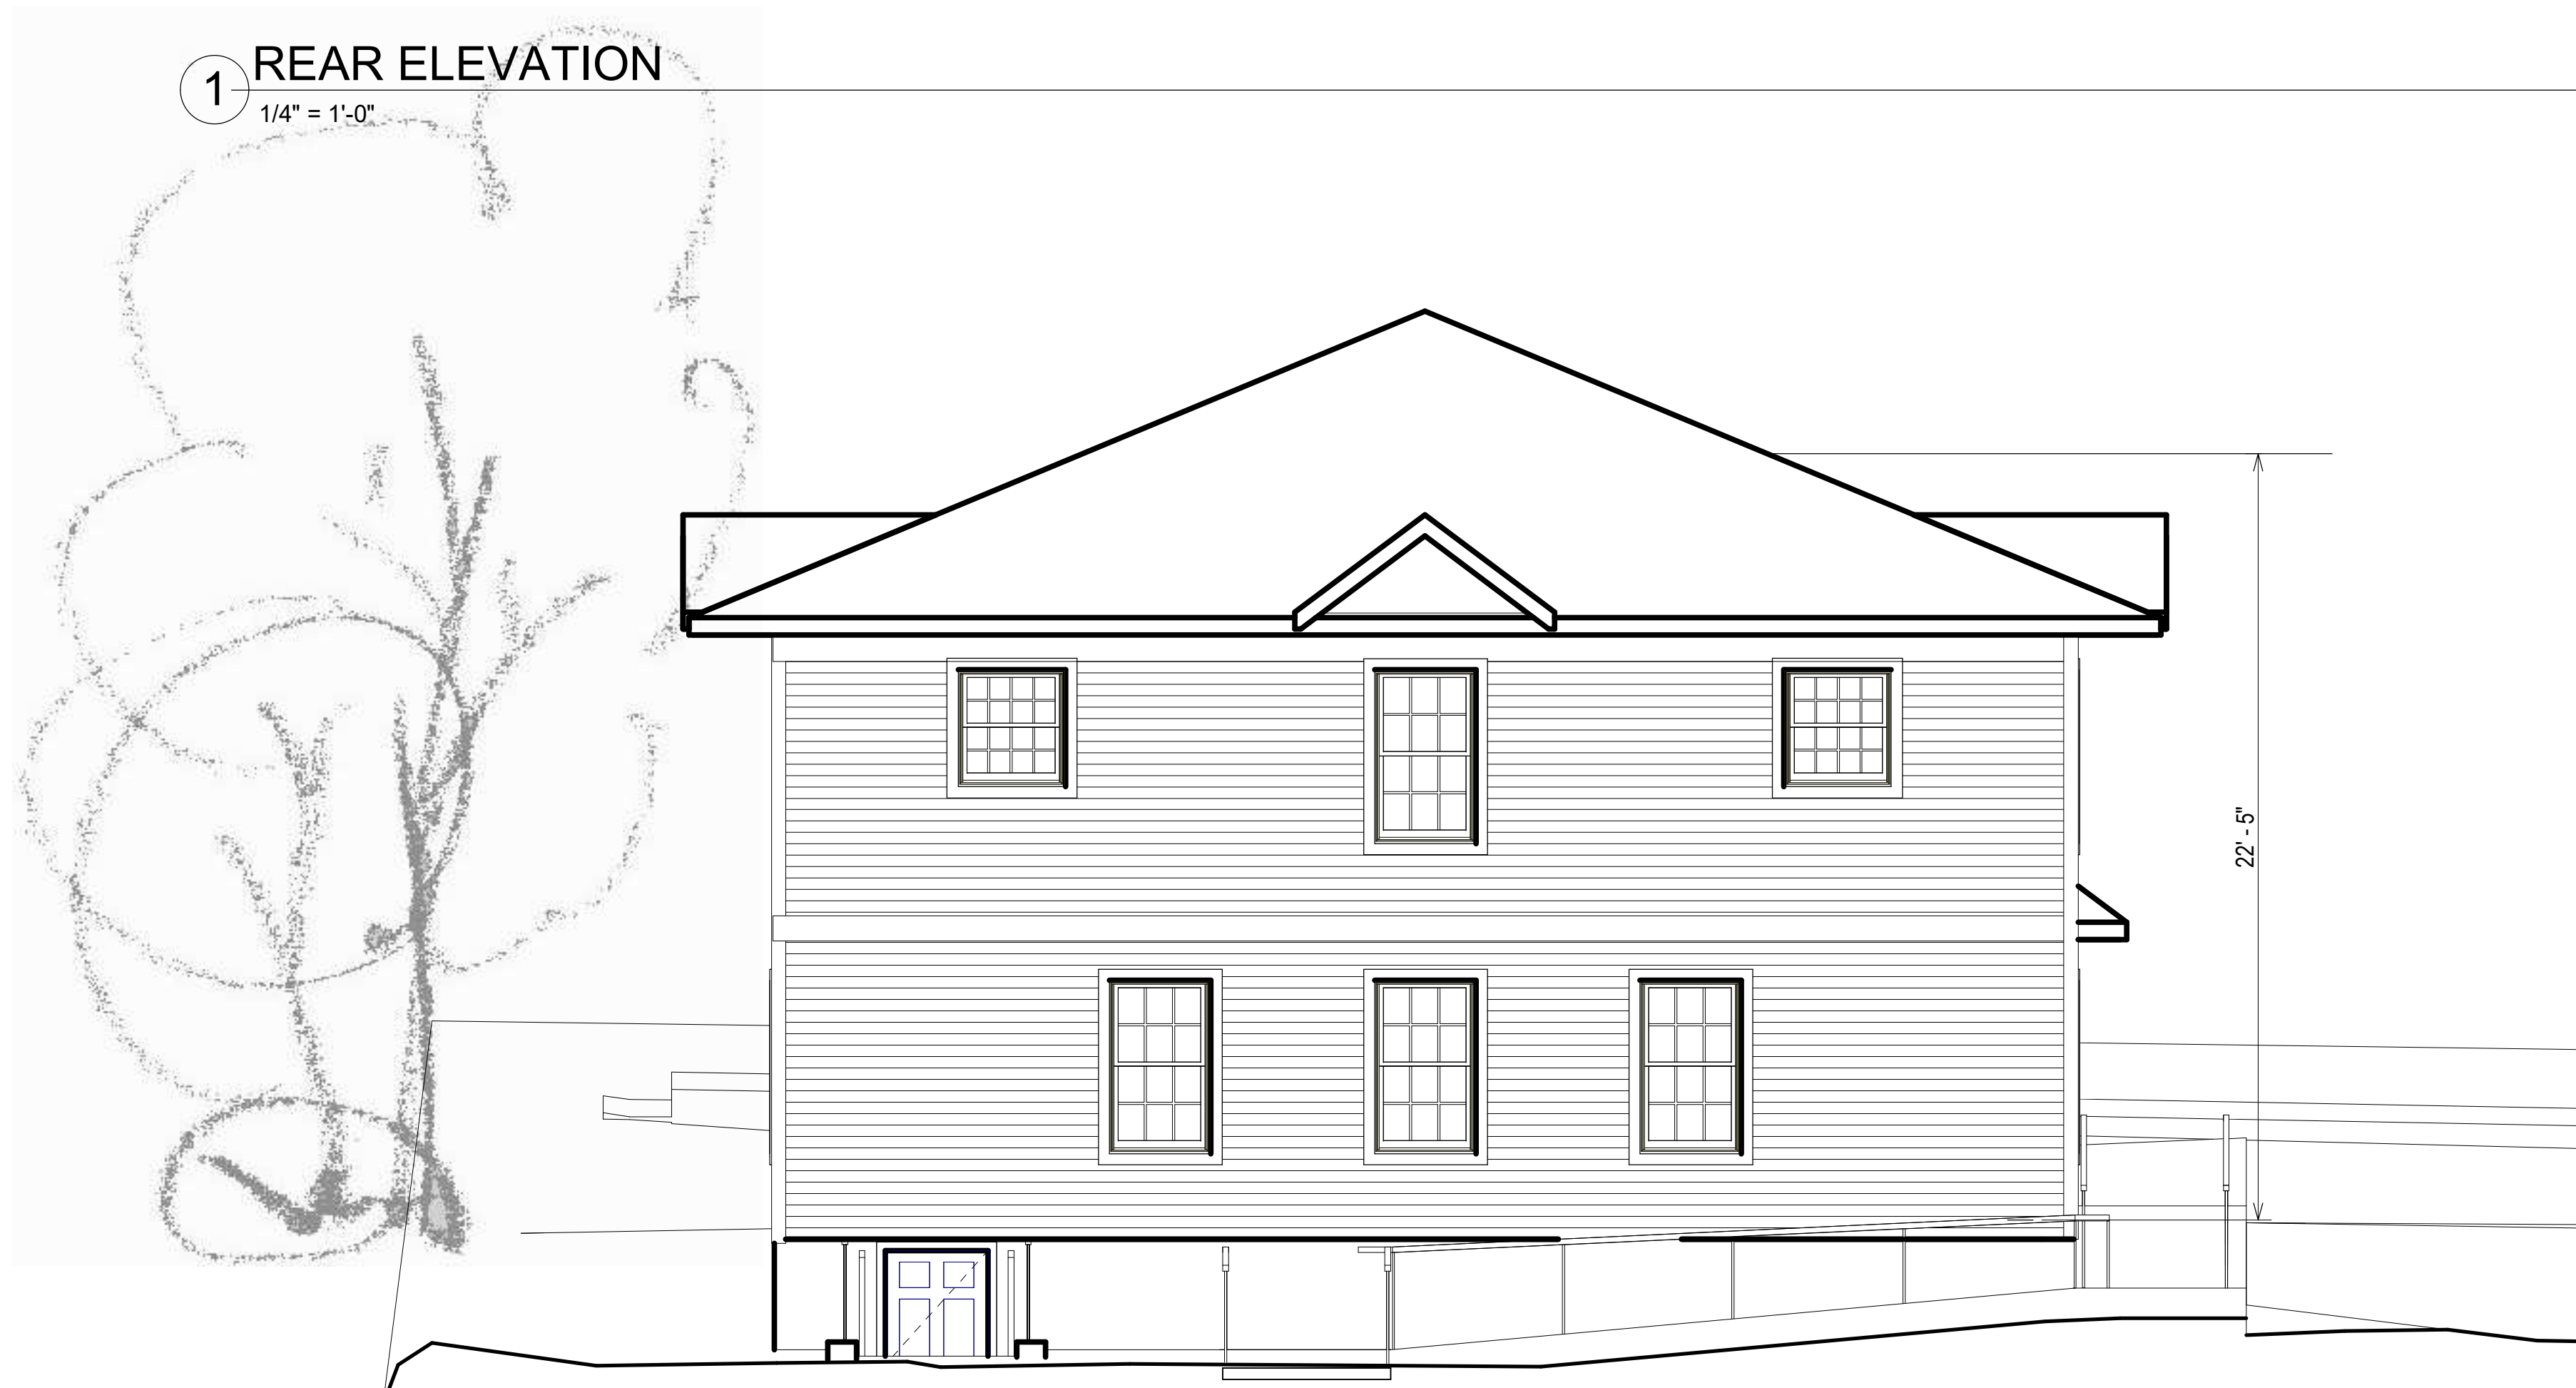 1
REAR ELEVATION
1/4" = 1'-0"
22' - 5"